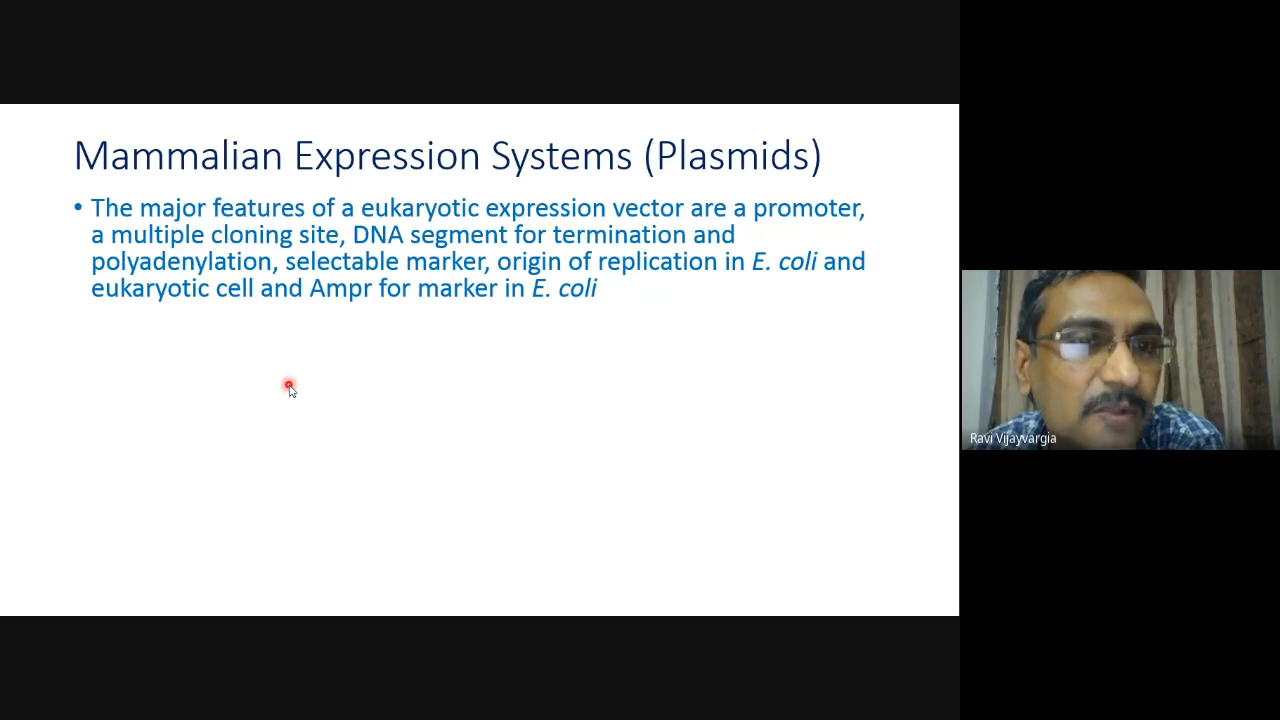 Mammalian Expression Systems (Plasmids)
• The major features of a eukaryotic expression vector are a promoter,
a multiple cloning site, DNA segment for termination and
polyadenylation, selectable marker, origin of replication in E. coli and
eukaryotic cell and Ampr for marker in E. coli
Ravi Vijayvargia